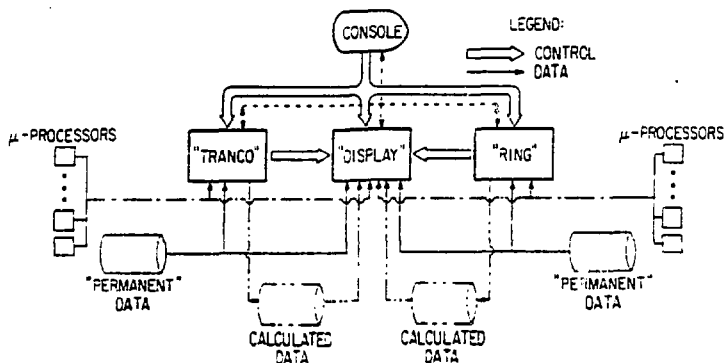 CONSOLE
LEGEND:
CONTROL
DATA
μ-PROCESSORS
"TRANCO"
"DISPLAY"
"RING"
μ-PROCESSORS
"PERMANENT"
DATA
"PERMANENT"
DATA
CALCULATED
DATA
CALCULATED
DATA